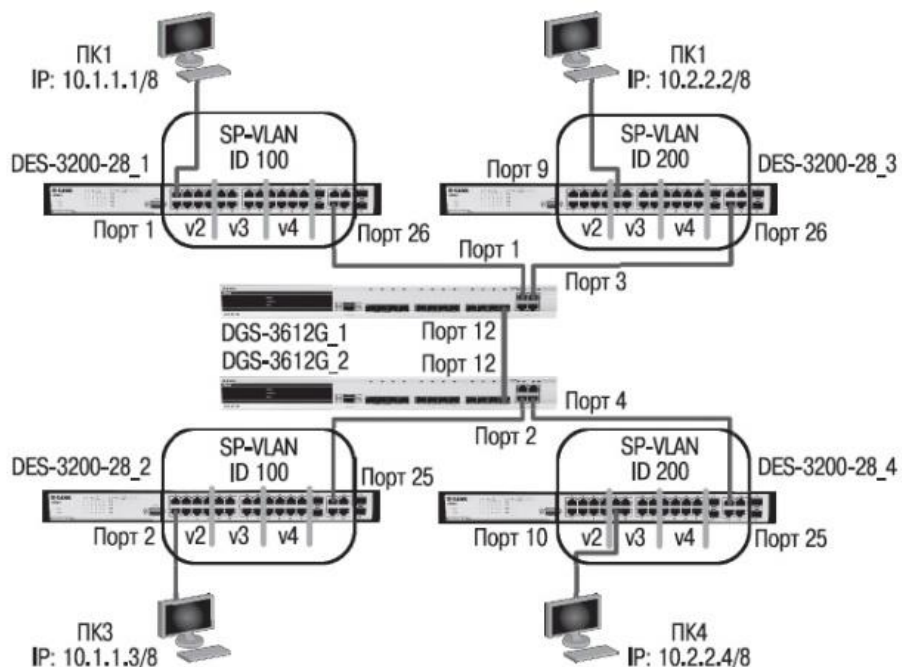 ПК1
IP: 10.1.1.1/8
ПК1
IP: 10.2.2.2/8
SP-VLAN
ID 100
DES-3200-28_1
Порт 1
v2
v3
v4
Порт 26
SP-VLAN
ID 200
Порт 9
DES-3200-28_3
v2
v3
v4
Порт 26
Порт 1
Порт 3
DGS-3612G_1
Порт 12
DGS-3612G_2
Порт 12
Порт 4
Порт 2
SP-VLAN
ID 100
DES-3200-28_2
Порт 25
Порт 2
v2
v3
v4
SP-VLAN
ID 200
DES-3200-28_4
Порт 10
v2
v3
v4
Порт 25
ПК3
IP: 10.1.1.3/8
ПК4
IP: 10.2.2.4/8